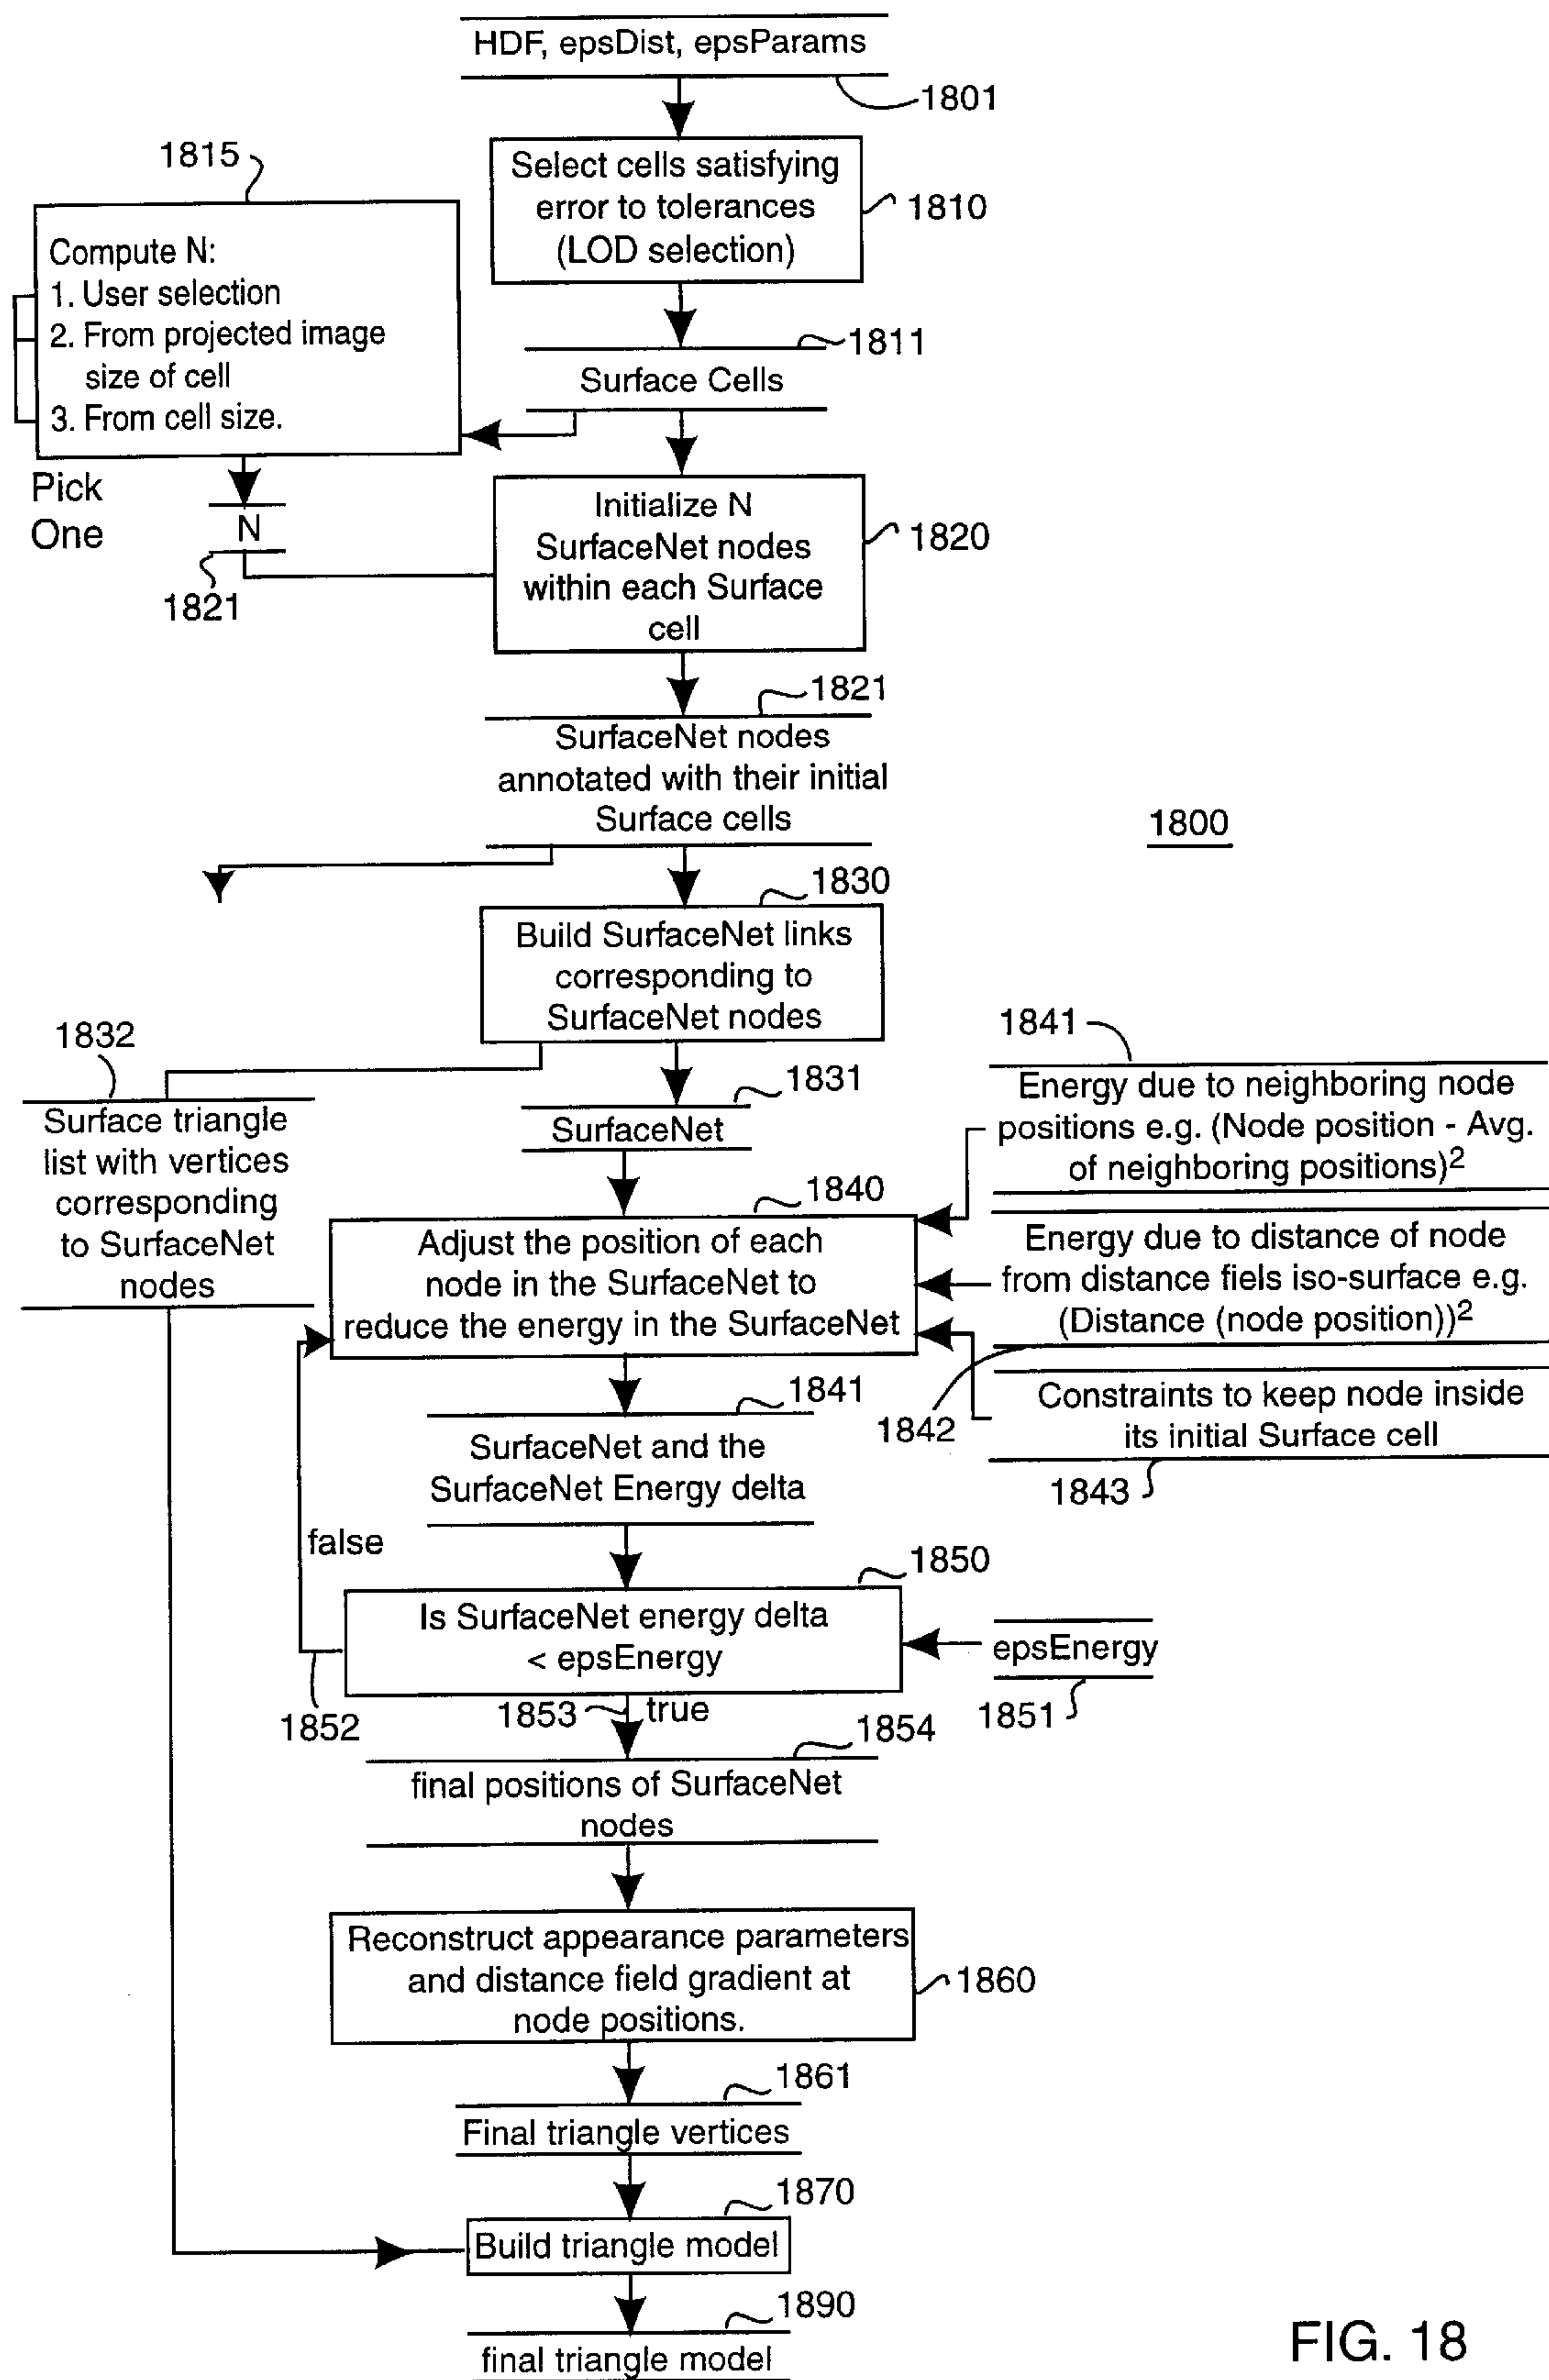 HDF, epsDist, epsParams
1801
1815
Select cells satisfying
error to tolerances
(LOD selection)
1810
Compute N:
1. User selection
2. From projected image
size of cell
3. From cell size.
1811
Surface Cells
Pick
One
N
1821
Initialize N
SurfaceNet nodes
within each Surface
cell
1820
1821
SurfaceNet nodes
annotated with their initial
Surface cells
1800
1830
Build SurfaceNet links
corresponding to
SurfaceNet nodes
1832
Surface triangle
list with vertices
corresponding
to SurfaceNet
nodes
1831
SurfaceNet
1841
Energy due to neighboring node
positions e.g. (Node position - Avg.
of neighboring positions)2
1840
Adjust the position of each
node in the SurfaceNet to
reduce the energy in the SurfaceNet
Energy due to distance of node
from distance fiels iso-surface e.g.
(Distance (node position))2
1842
Constraints to keep node inside
its initial Surface cell
1843
1841
SurfaceNet and the
SurfaceNet Energy delta
false
1850
Is SurfaceNet energy delta
< epsEnergy
epsEnergy
1851
1852
1853
true
1854
final positions of SurfaceNet
nodes
Reconstruct appearance parameters
and distance field gradient at
node positions.
1860
1861
Final triangle vertices
1870
Build triangle model
1890
final triangle model
FIG. 18